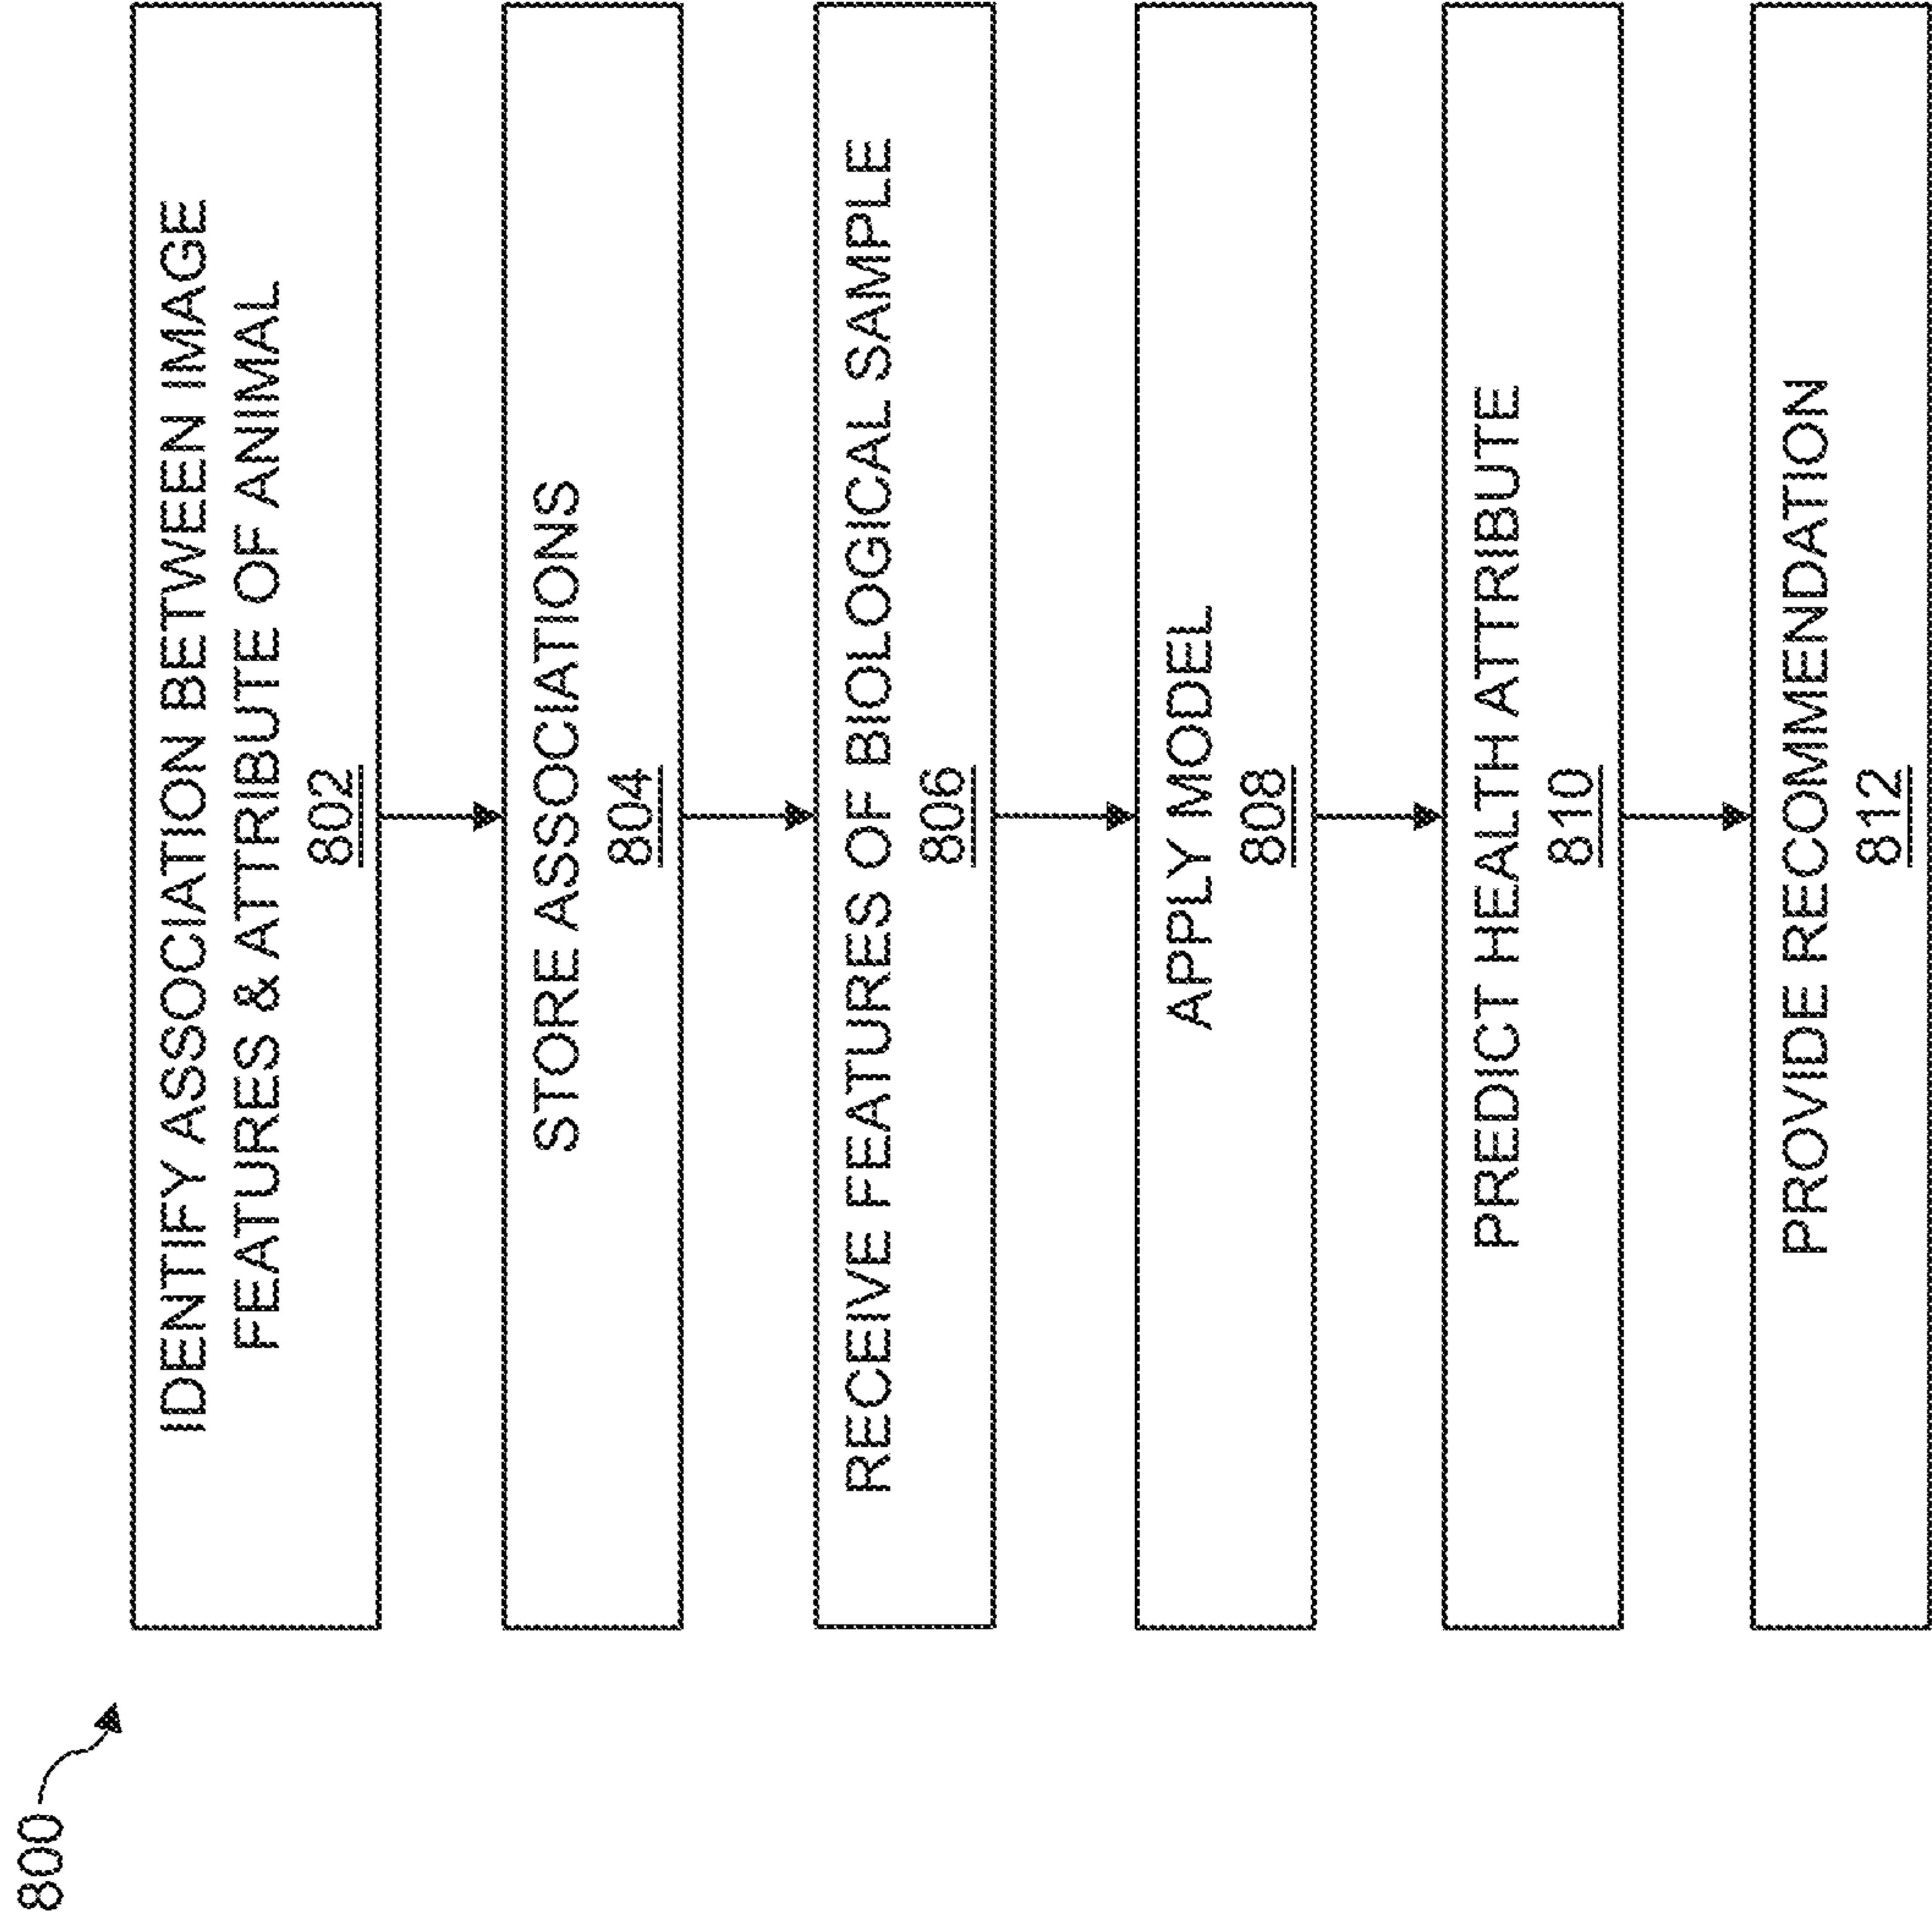 800
IDENTIFY ASSOCIATION BETWEEN IMAGE
FEATURES & ATTRIBUTE OF ANIMAL
802
STORE ASSOCIATIONS
804
RECEIVE FEATURES OF BIOLOGICAL SAMPLE
806
APPLY MODEL
808
PREDICT HEALTH ATTRIBUTE
810
PROVIDE RECOMMENDATION
812